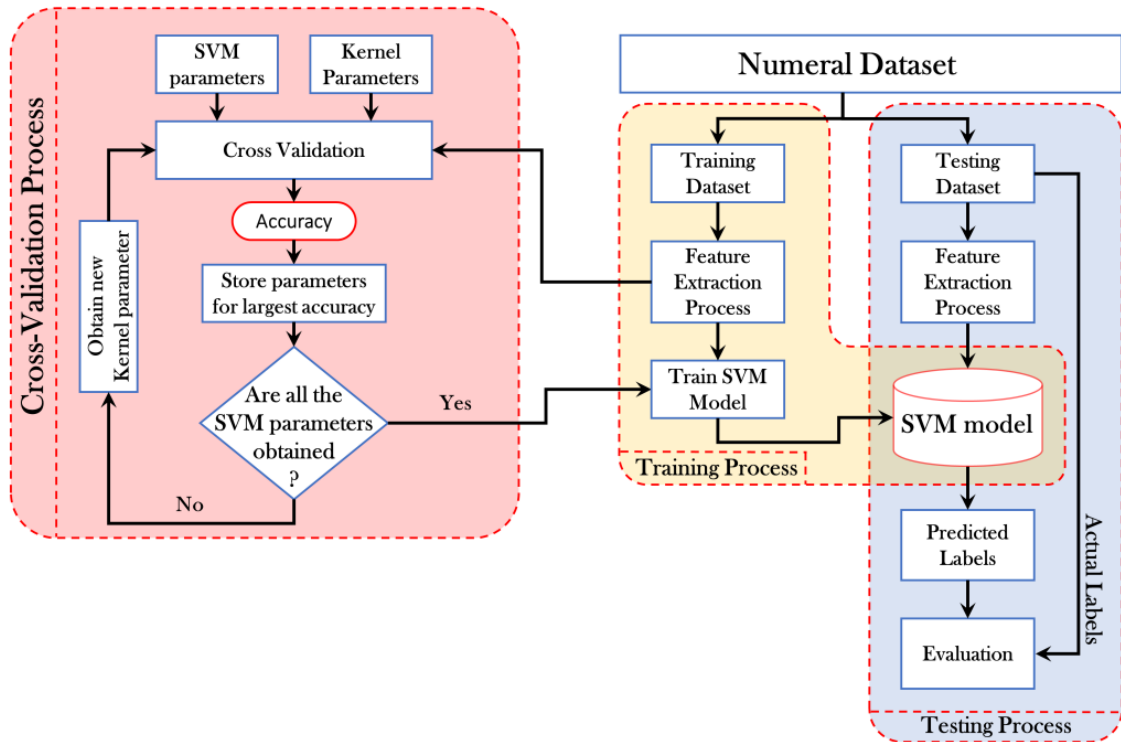 Cross-Validation Process
SVM
parameters
Kernel
Parameters
Cross Validation
Accuracy
Store parameters
for largest accuracy
Obtain new
Kernel parameter
Are all the
SVM parameters
obtained
?
Yes
No
Numeral Dataset
Training
Dataset
Feature
Extraction
Process
Train SVM
Model
Training Process
Testing
Dataset
Feature
Extraction
Process
SVM model
Predicted
Labels
Evaluation
Actual Labels
Testing Process